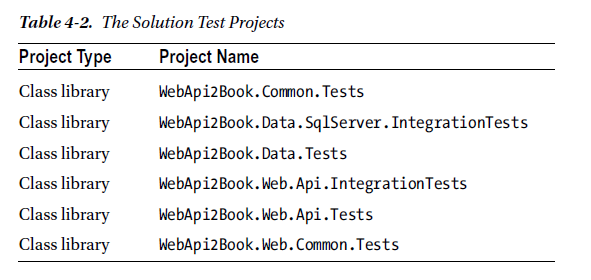 Table 4-2. The Solution Test Projects
Project Type Project Name
Class library WebApi2Book.Common.Tests
Class library WebApi2Book.Data.SqlServer.IntegrationTests
Class library WebApi2Book.Data.Tests
Class library WebApi2Book.Web.Api.IntegrationTests
Class library WebApi2Book.Web.Api.Tests
Class library WebApi2Book.Web.Common.Tests